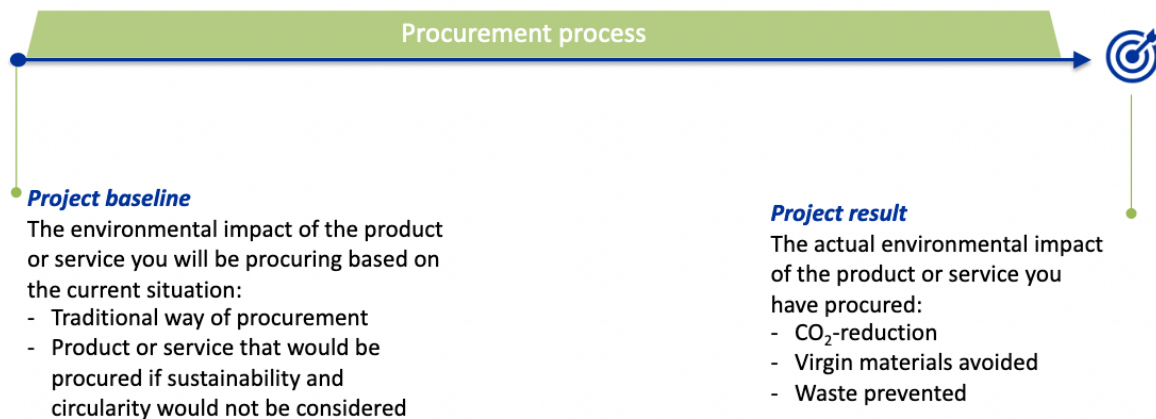 Procurement process
Project baseline
The environmental impact of the product
or service you will be procuring based on
the current situation:
- Traditional way of procurement
- Product or service that would be
procured if sustainability and
circularity would not be considered
Project result
The actual environmental impact
of the product or service you
have procured:
- CO₂-reduction
- Virgin materials avoided
- Waste prevented